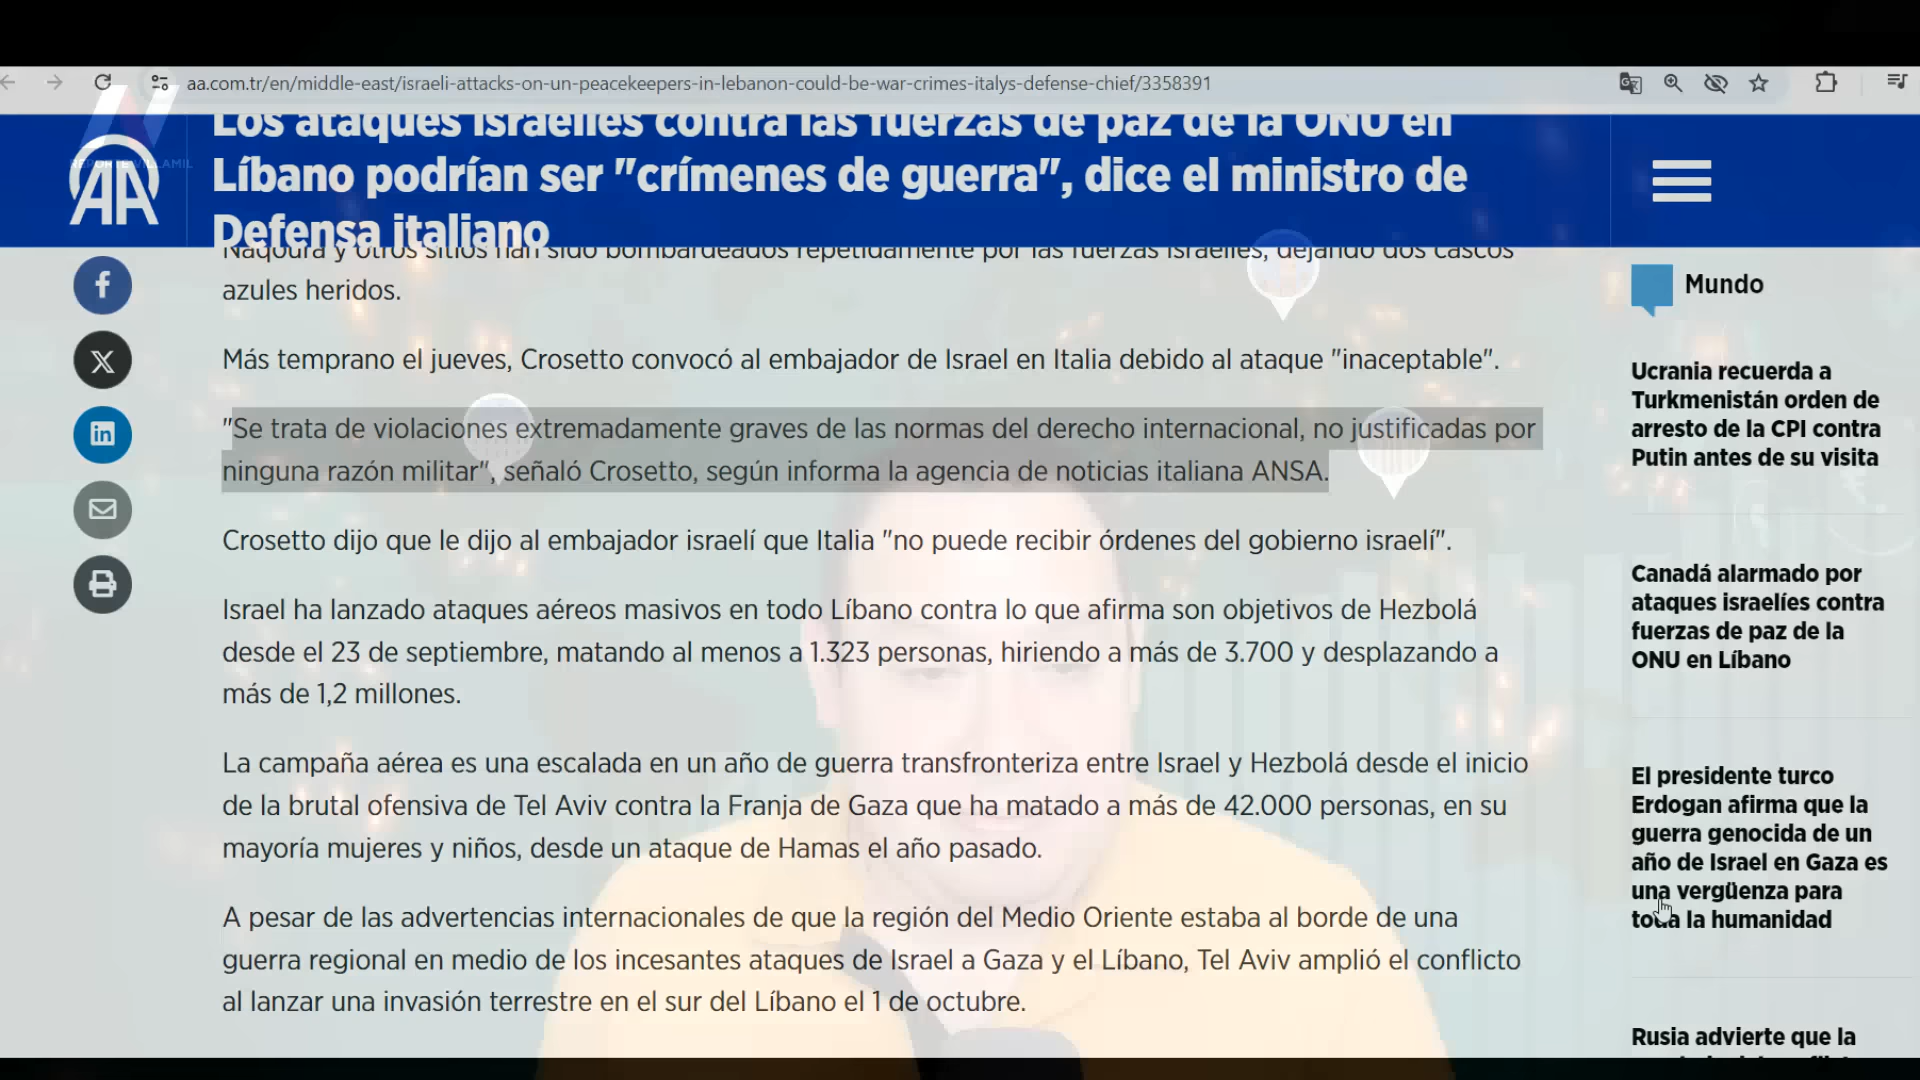 aa.com.tr/en/middle-east/israeli-attacks-on-un-peacekeepers-in-lebanon-could-be-war-crimes-italys-defense-chief/3358391
Los ataques israelíes contra las fuerzas de paz de la ONU en
Líbano podrían ser "crímenes de guerra", dice el ministro de
Defensa italiano
AA
REPORTE VILLAMIL
Naqoura y otros sitios han sido bombardeados repetidamente por las fuerzas israelíes, dejando dos cascos
azules heridos.
Más temprano el jueves, Crosetto convocó al embajador de Israel en Italia debido al ataque "inaceptable".
"Se trata de violaciones extremadamente graves de las normas del derecho internacional, no justificadas por
ninguna razón militar", señaló Crosetto, según informa la agencia de noticias italiana ANSA.
Crosetto dijo que le dijo al embajador israelí que Italia "no puede recibir órdenes del gobierno israelí".
Israel ha lanzado ataques aéreos masivos en todo Líbano contra lo que afirma son objetivos de Hezbolá
desde el 23 de septiembre, matando al menos a 1.323 personas, hiriendo a más de 3.700 y desplazando a
más de 1,2 millones.
La campaña aérea es una escalada en un año de guerra transfronteriza entre Israel y Hezbolá desde el inicio
de la brutal ofensiva de Tel Aviv contra la Franja de Gaza que ha matado a más de 42.000 personas, en su
mayoría mujeres y niños, desde un ataque de Hamas el año pasado.
A pesar de las advertencias internacionales de que la región del Medio Oriente estaba al borde de una
guerra regional en medio de los incesantes ataques de Israel a Gaza y el Líbano, Tel Aviv amplió el conflicto
al lanzar una invasión terrestre en el sur del Líbano el 1 de octubre.
Mundo
Ucrania recuerda a
Turkmenistán orden de
arresto de la CPI contra
Putin antes de su visita
Canadá alarmado por
ataques israelíes contra
fuerzas de paz de la
ONU en Líbano
El presidente turco
Erdogan afirma que la
guerra genocida de un
año de Israel en Gaza es
una vergüenza para
toda la humanidad
Rusia advierte que la